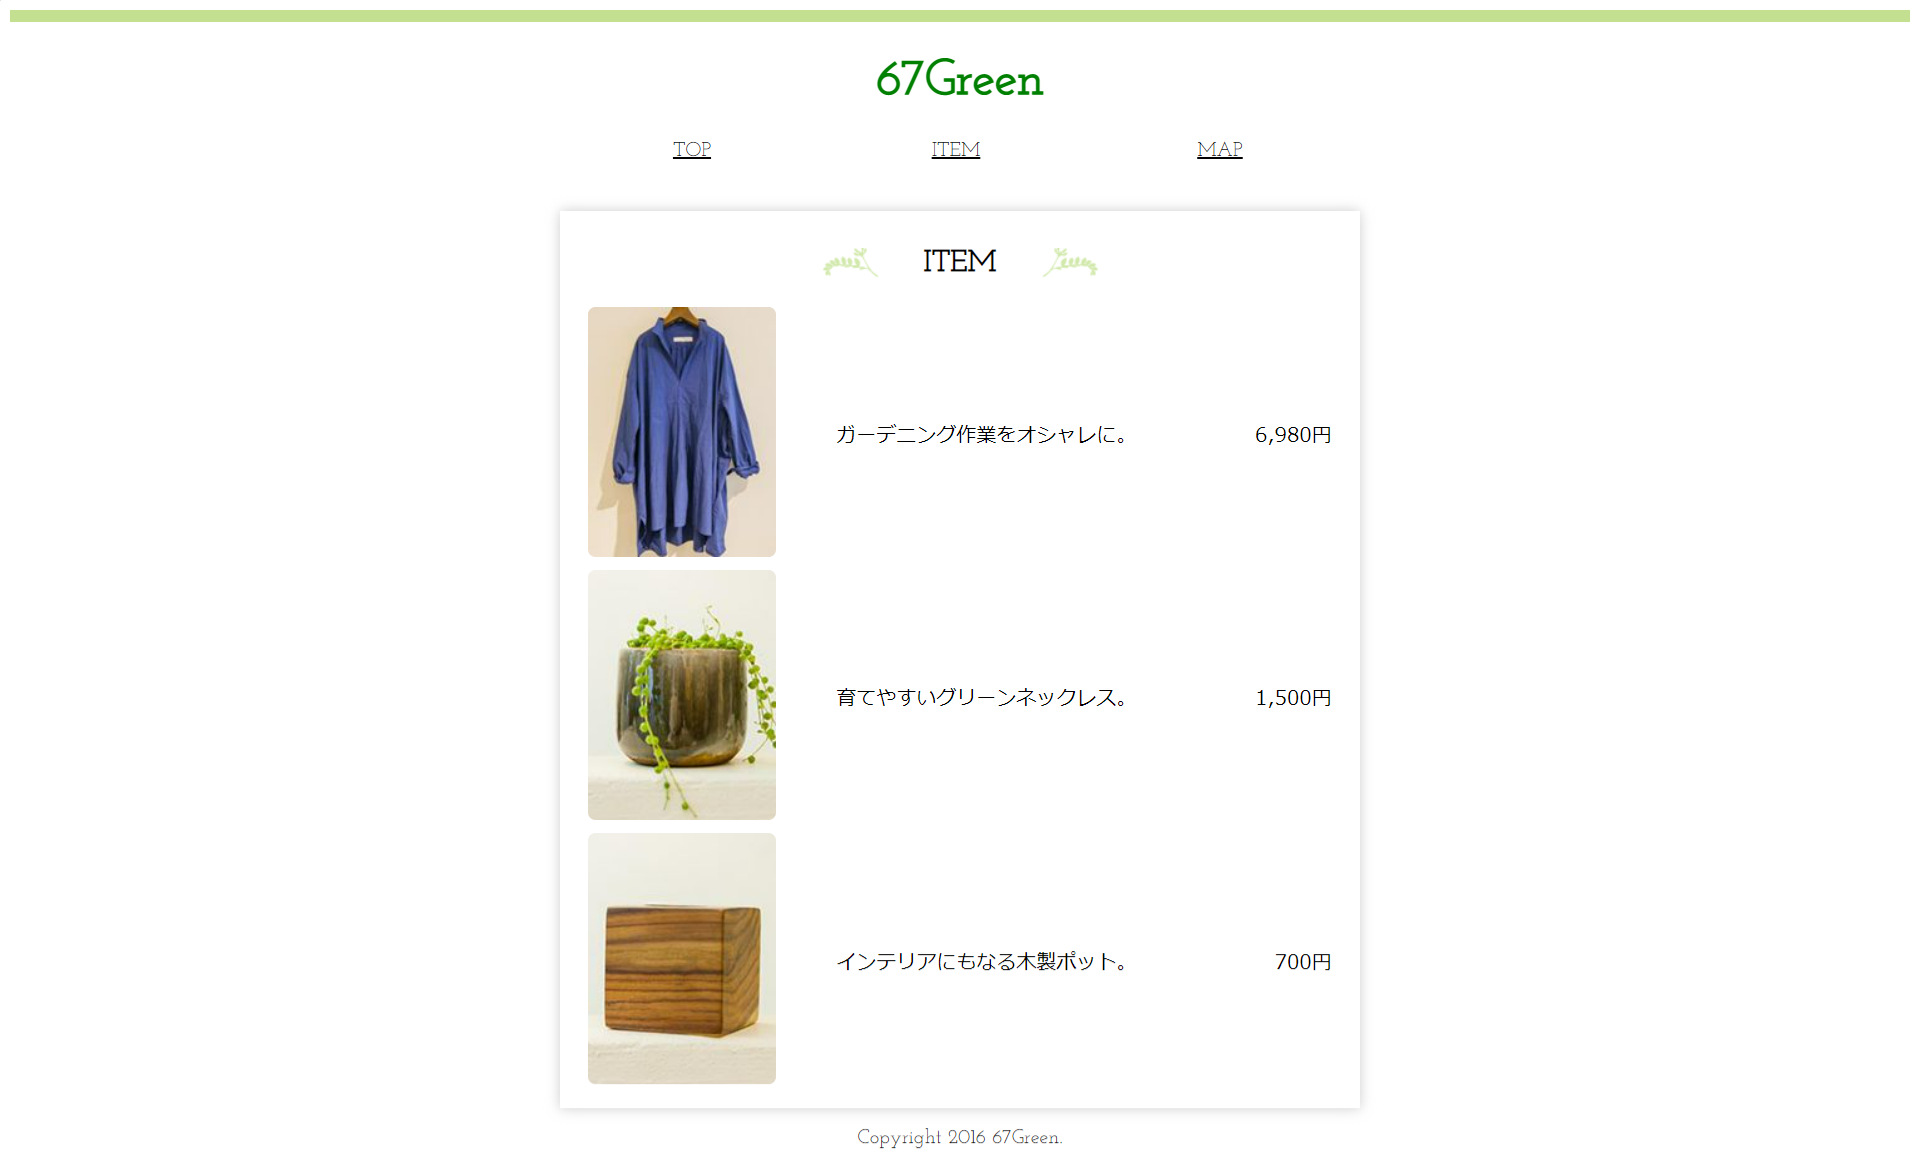 67Green
TOP
ITEM
MAP
ITEM
ガーデニング作業をオシャレに。
6,980円
育てやすいグリーンネックレス。
1,500円
インテリアにもなる木製ポット。
700円
Copyright 2016 67Green.